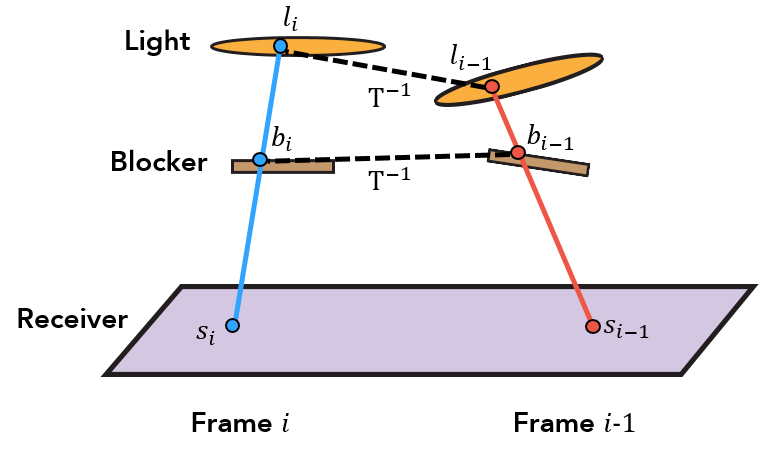 Light
l_i
l_{i-1}
T^{-1}
Blocker
b_i
b_{i-1}
T^{-1}
Receiver
s_i
s_{i-1}
Frame i
Frame i-1